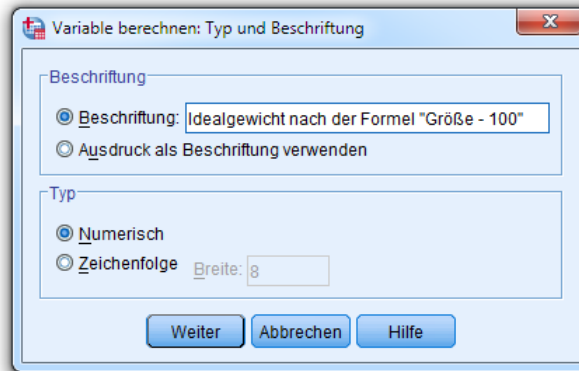 Variable berechnen: Typ und Beschriftung
Beschriftung
Beschriftung: Idealgewicht nach der Formel "Größe - 100"
Ausdruck als Beschriftung verwenden
Typ
Numerisch
Zeichenfolge Breite: 8
Weiter Abbrechen Hilfe